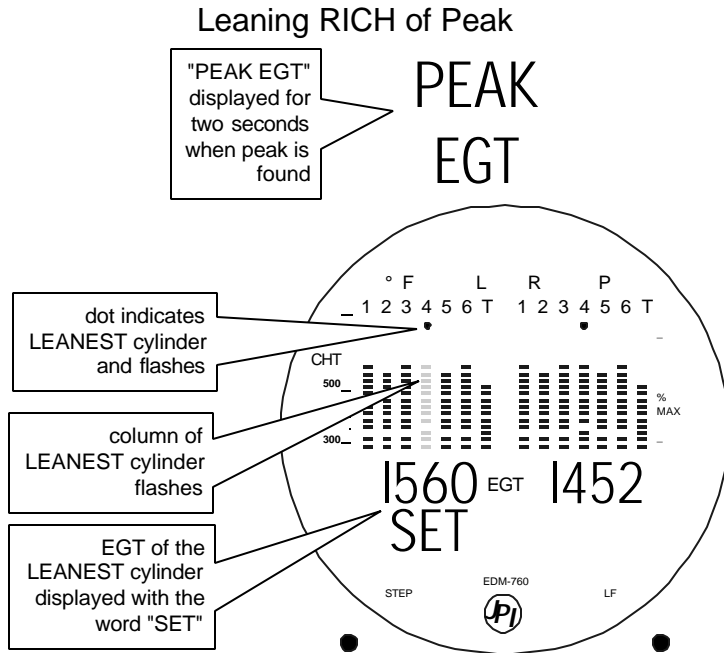 Leaning RICH of Peak
"PEAK EGT"
displayed for
two seconds
when peak is
found
PEAK
EGT
° F L R P
1 2 3 4 5 6 T 1 2 3 4 5 6 T
dot indicates
LEANEST cylinder
and flashes
CHT
500
300
%
MAX
column of
LEANEST cylinder
flashes
1560 EGT 1452
SET
EGT of the
LEANEST cylinder
displayed with the
word "SET"
STEP
EDM-760
LF
JPI